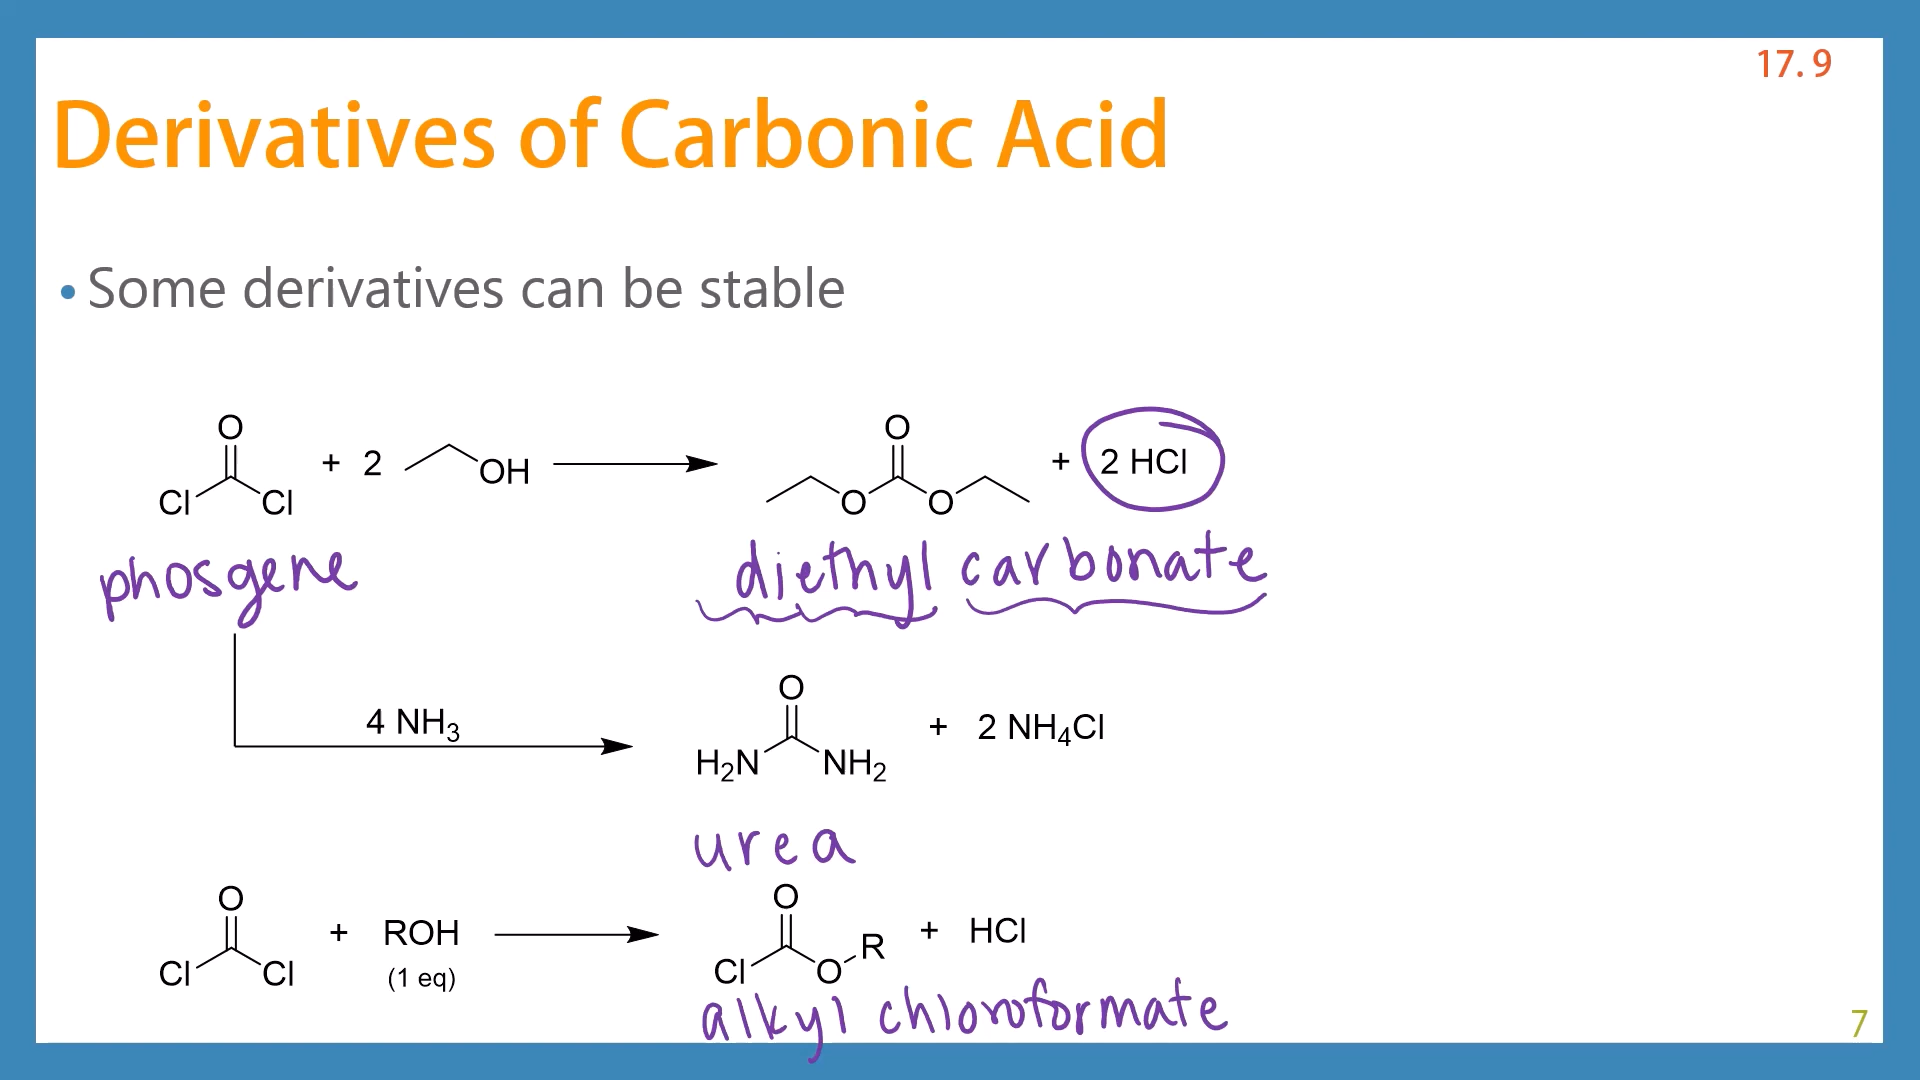 17. 9
Derivatives of Carbonic Acid
• Some derivatives can be stable
O
Cl Cl + 2 OH O
O O + 2 HCl
phosgene diethyl carbonate
4 NH3
O
H2N NH2 + 2 NH4Cl
urea
O
Cl Cl + ROH
(1 eq)
O
Cl O R + HCl
alkyl chloroformate
7